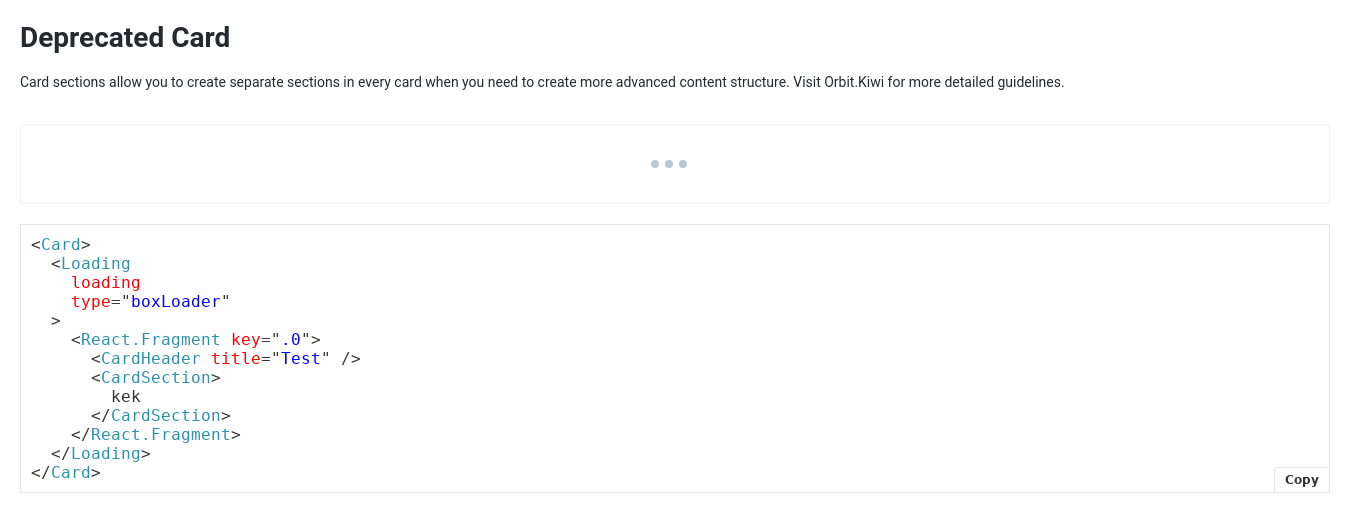 Deprecated Card
Card sections allow you to create separate sections in every card when you need to create more advanced content structure. Visit Orbit.Kiwi for more detailed guidelines.
<Card>
  <Loading
    loading
    type="boxLoader"
  >
    <React.Fragment key=".0">
      <CardHeader title="Test" />
      <CardSection>
        kek
      </CardSection>
    </React.Fragment>
  </Loading>
</Card>
Copy